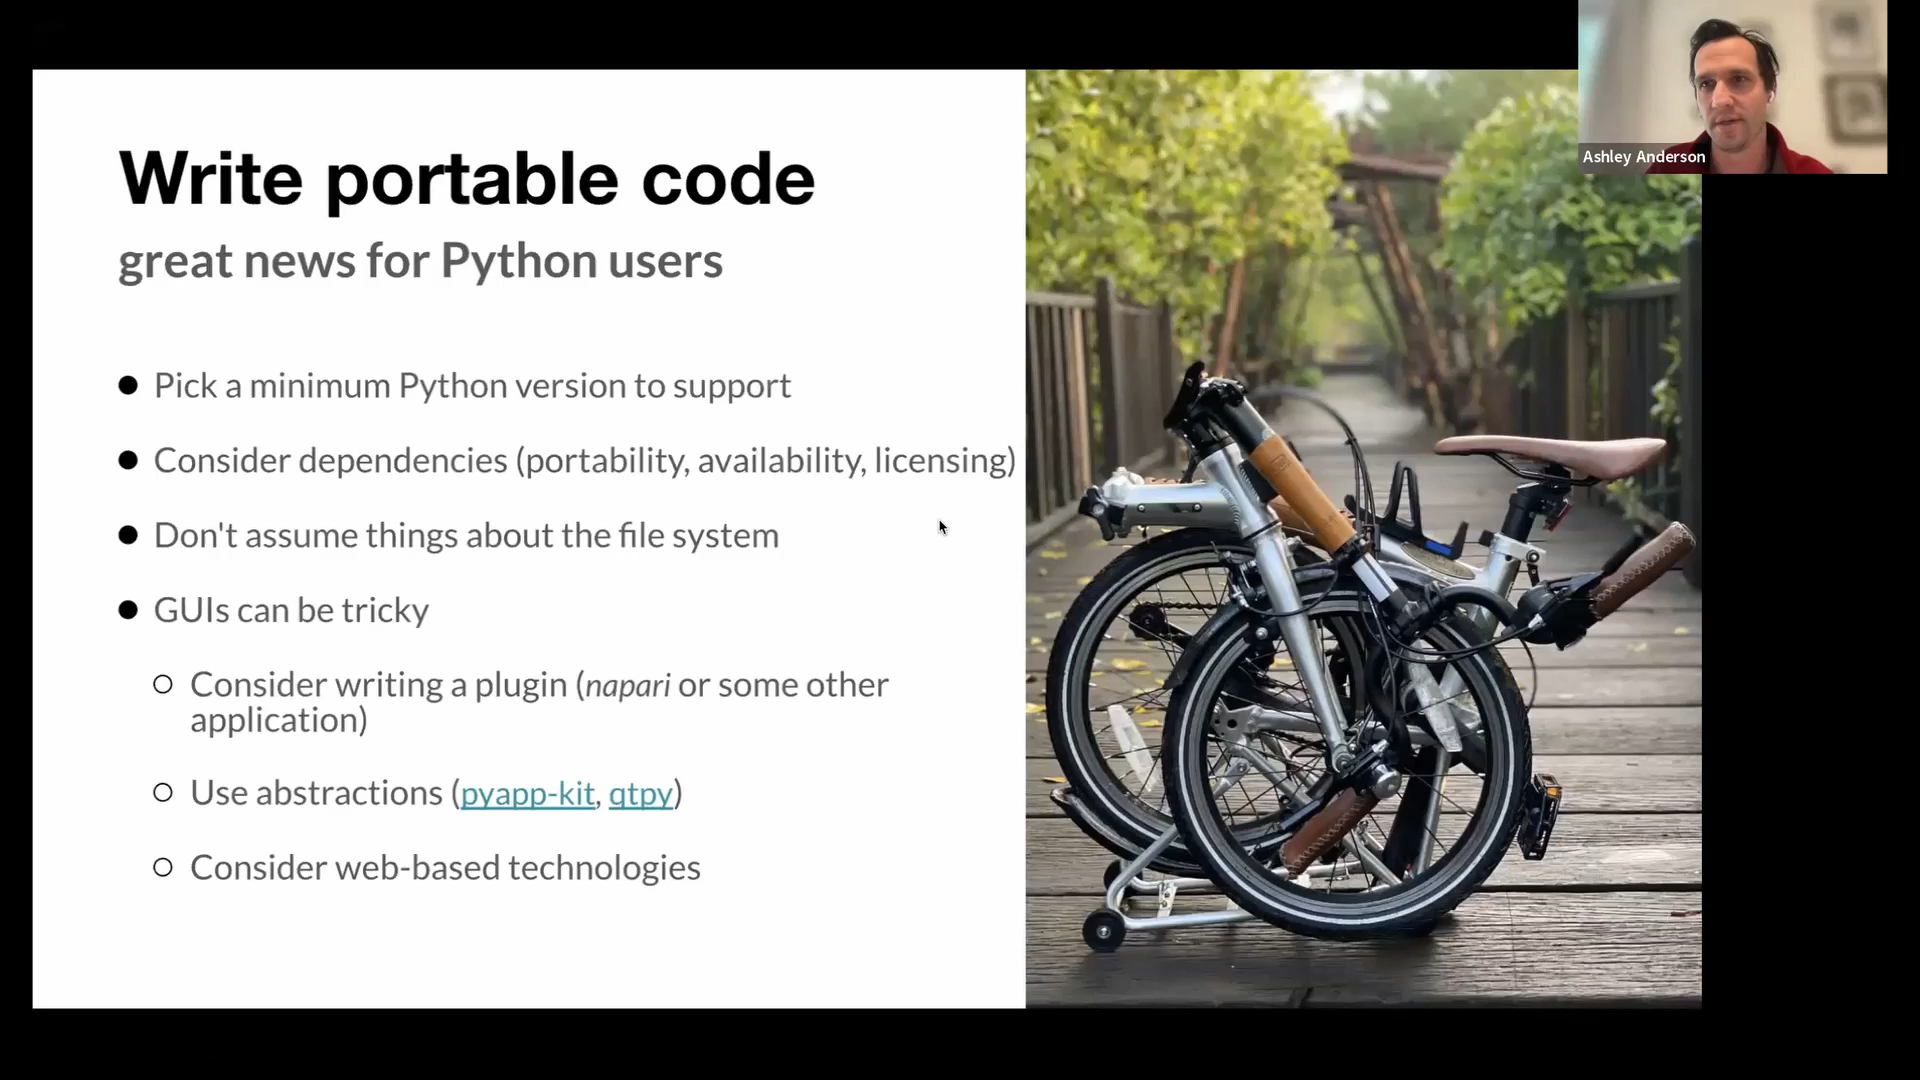 Ashley Anderson
Write portable code
great news for Python users
Pick a minimum Python version to support
Consider dependencies (portability, availability, licensing)
Don't assume things about the file system
GUIs can be tricky
Consider writing a plugin (napari or some other
application)
Use abstractions (pyapp-kit, qtpy)
Consider web-based technologies